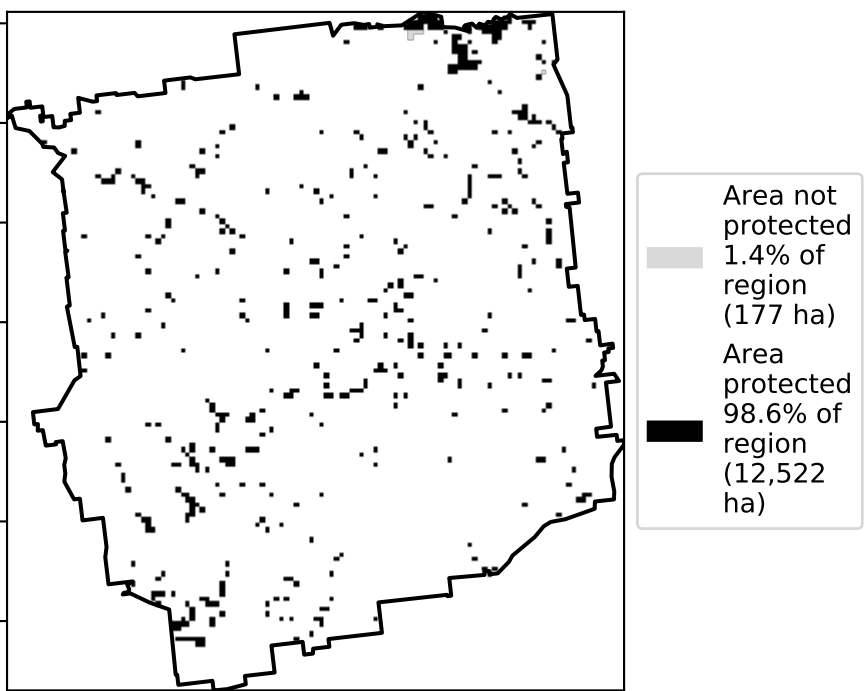 Area not
protected
1.4% of
region
(177 ha)
Area
protected
98.6% of
region
(12,522
ha)